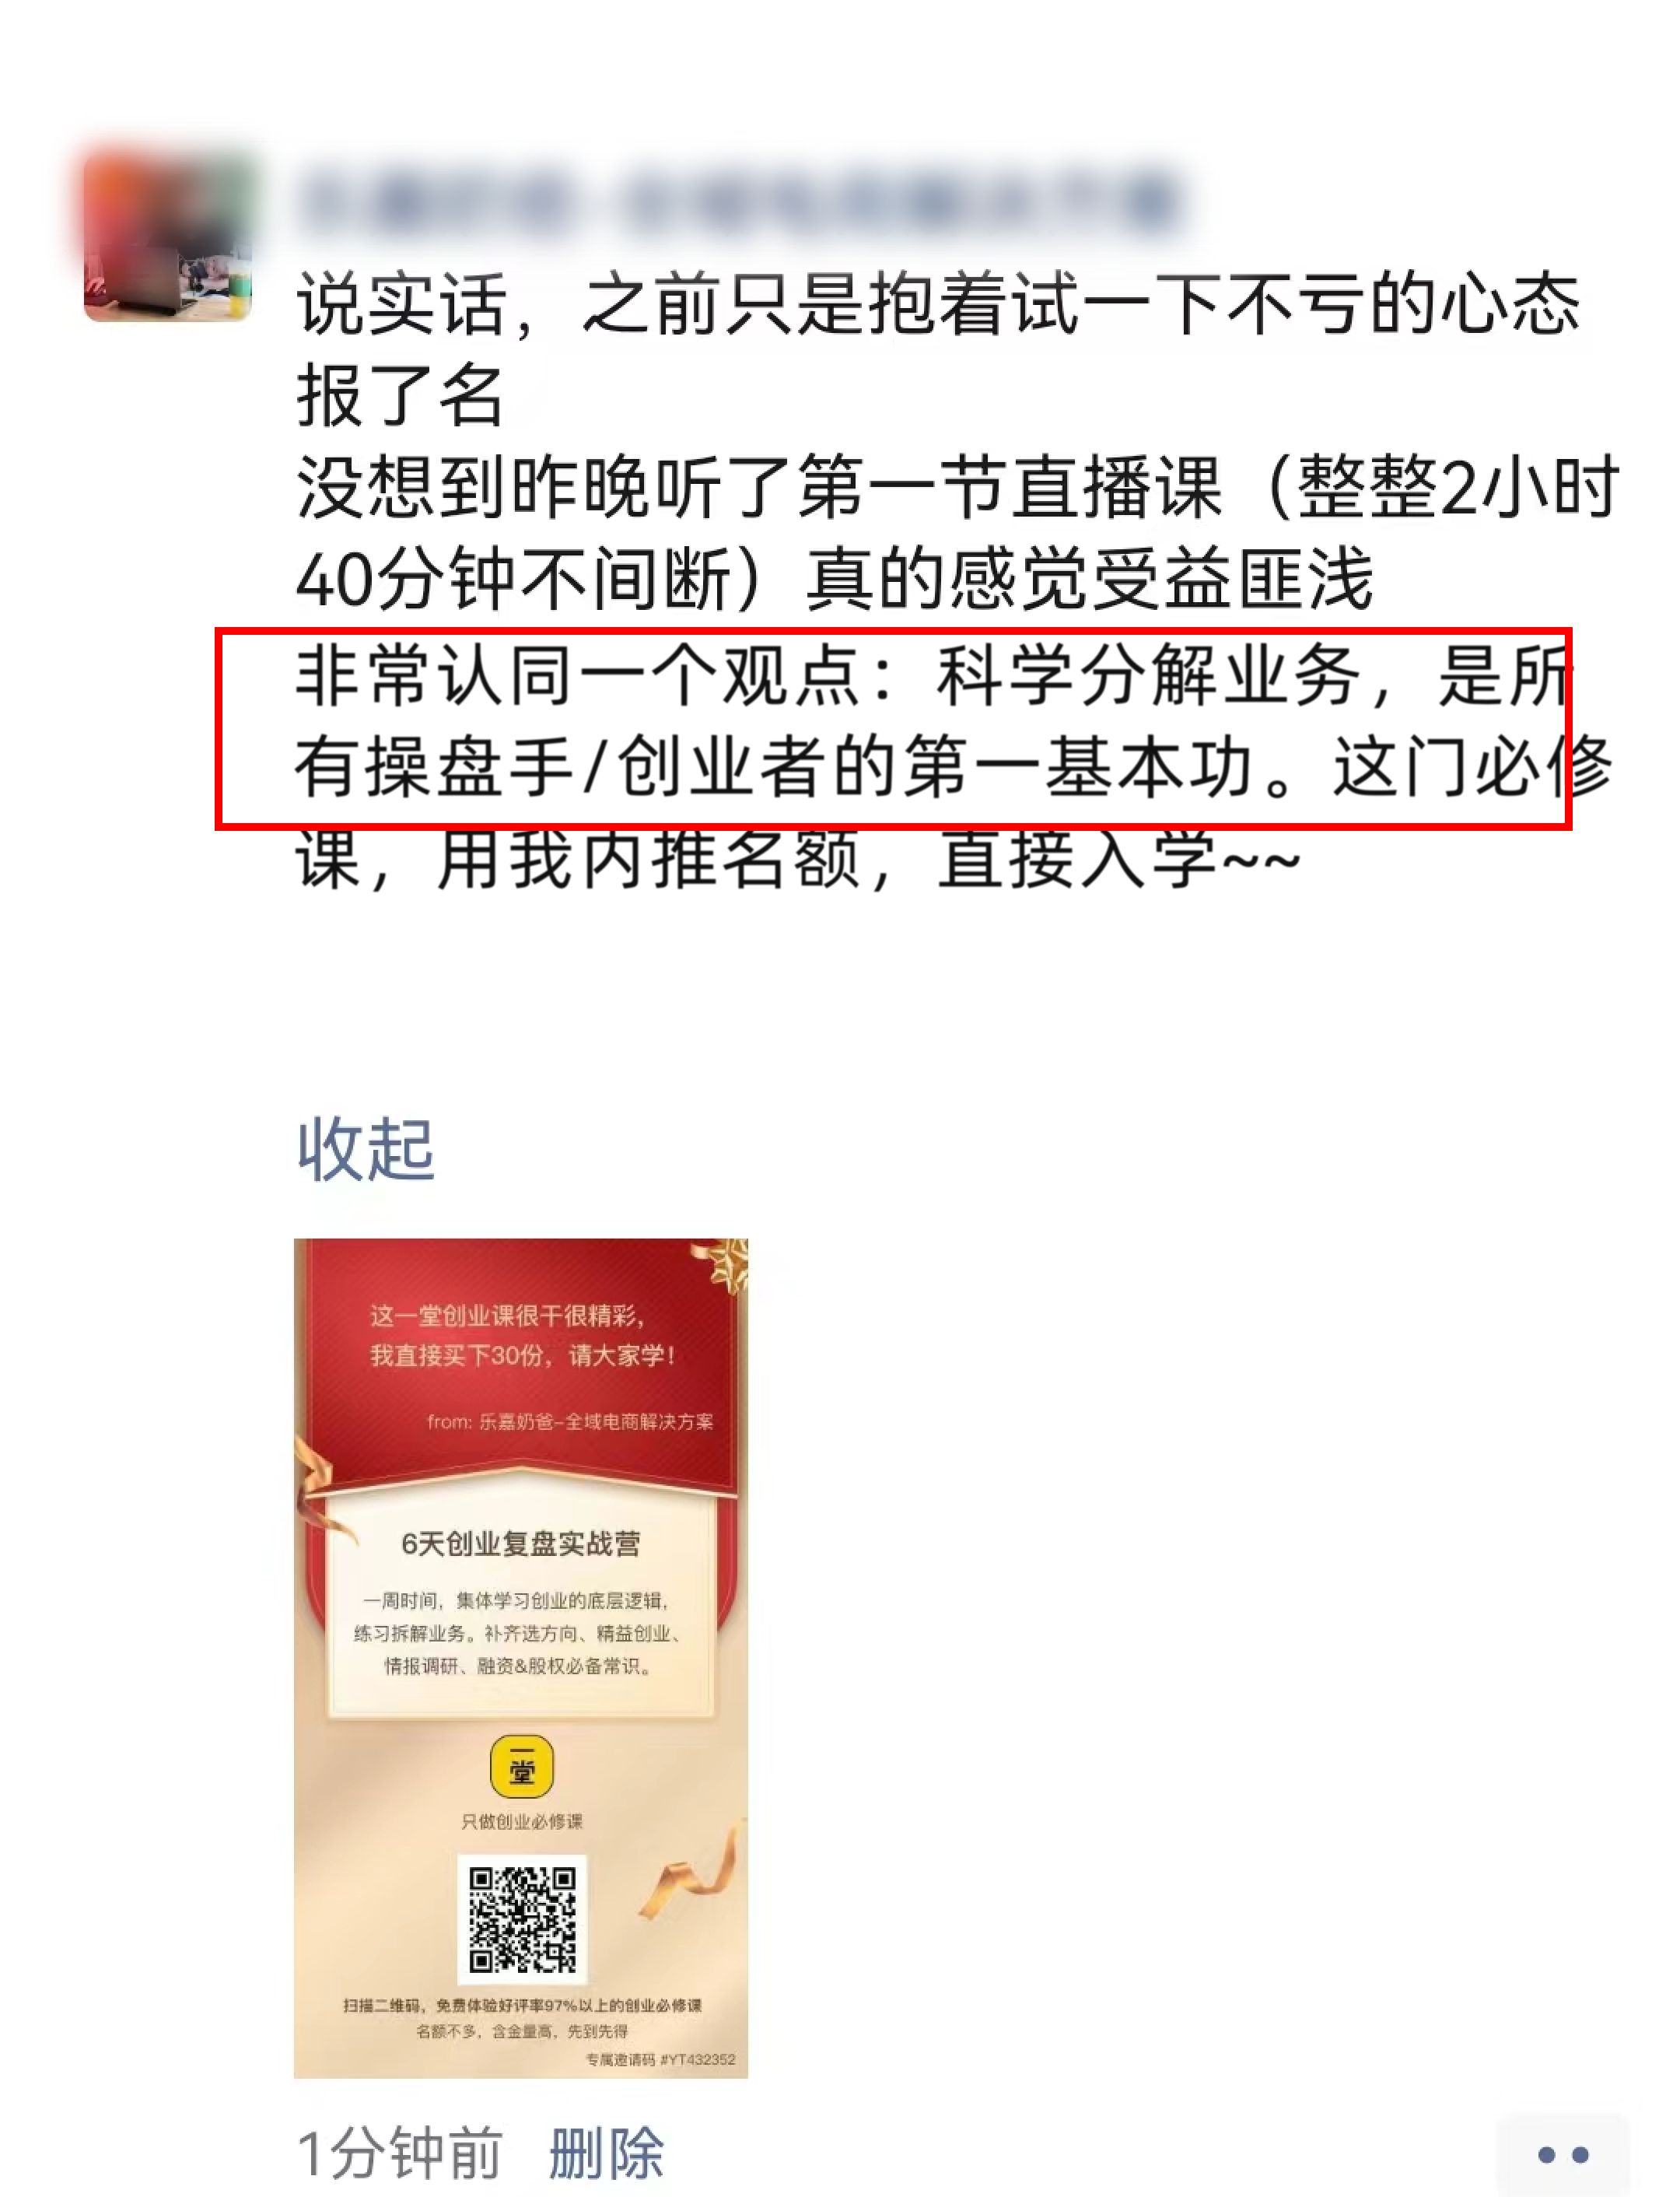 说实话，之前只是抱着试一下不亏的心态
报了名
没想到昨晚听了第一节直播课（整整2小时
40分钟不间断）真的感觉受益匪浅
非常认同一个观点：科学分解业务，是所
有操盘手/创业者的第一基本功。这门必修
课，用我内推名额，直接入学~~
收起
这一堂创业课很干很精彩，
我直接买下30份，请大家学！
from: 乐嘉奶爸-全域电商解决方案
6天创业复盘实战营
一周时间，集体学习创业的底层逻辑，
练习拆解业务。补齐选方向、精益创业、
情报调研、融资&股权必备常识。
一
堂
只做创业必修课
扫描二维码，免费体验好评率97%以上的创业必修课
名额不多，含金量高，先到先得
专属邀请码 #YT432352
1分钟前 删除